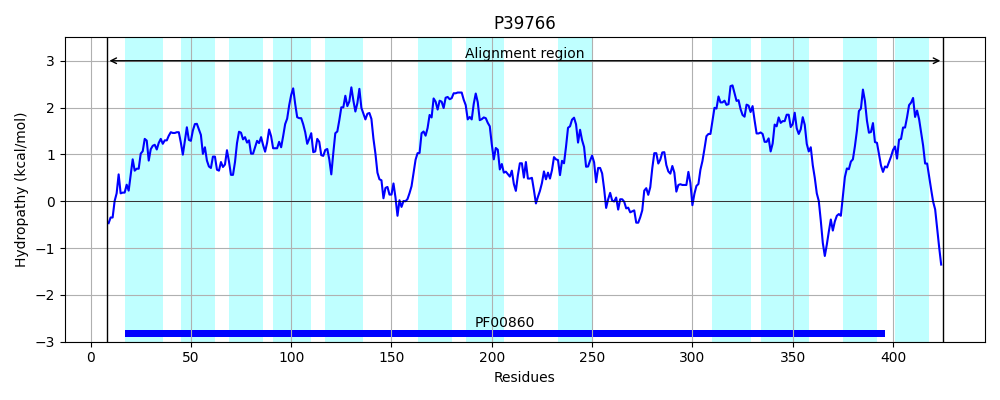 P39766
Alignment region
3
2
1
0
−1
−2
−3
Hydropathy (kcal/mol)
PF00860
0 50 100 150 200 250 300 350 400
Residues